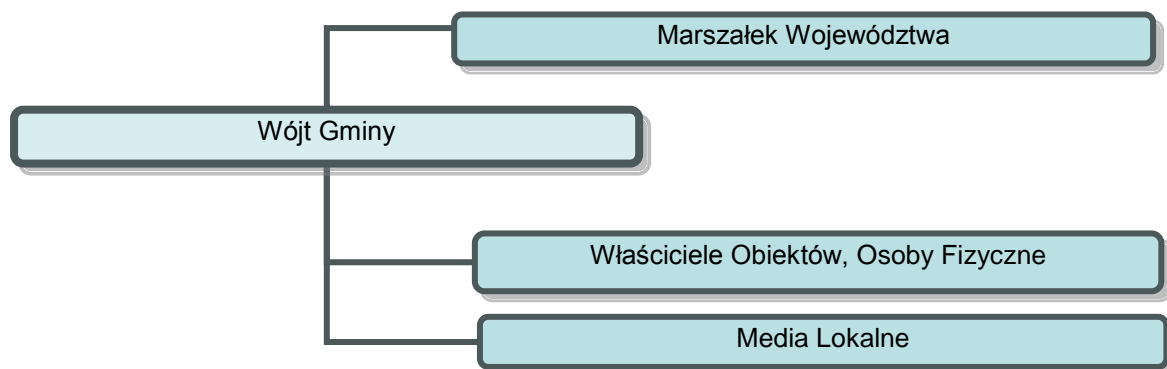 Marszałek Województwa
Wójt Gminy
Właściciele Obiektów, Osoby Fizyczne
Media Lokalne